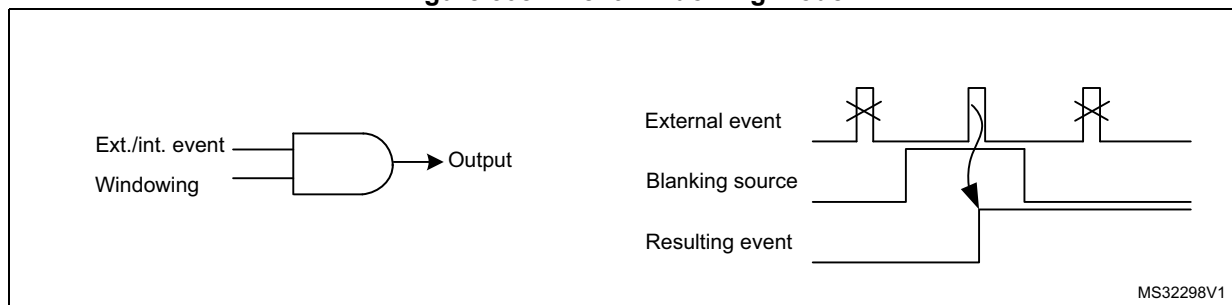 Ext./int. event
Windowing
Output
External event
Blanking source
Resulting event
MS32298V1